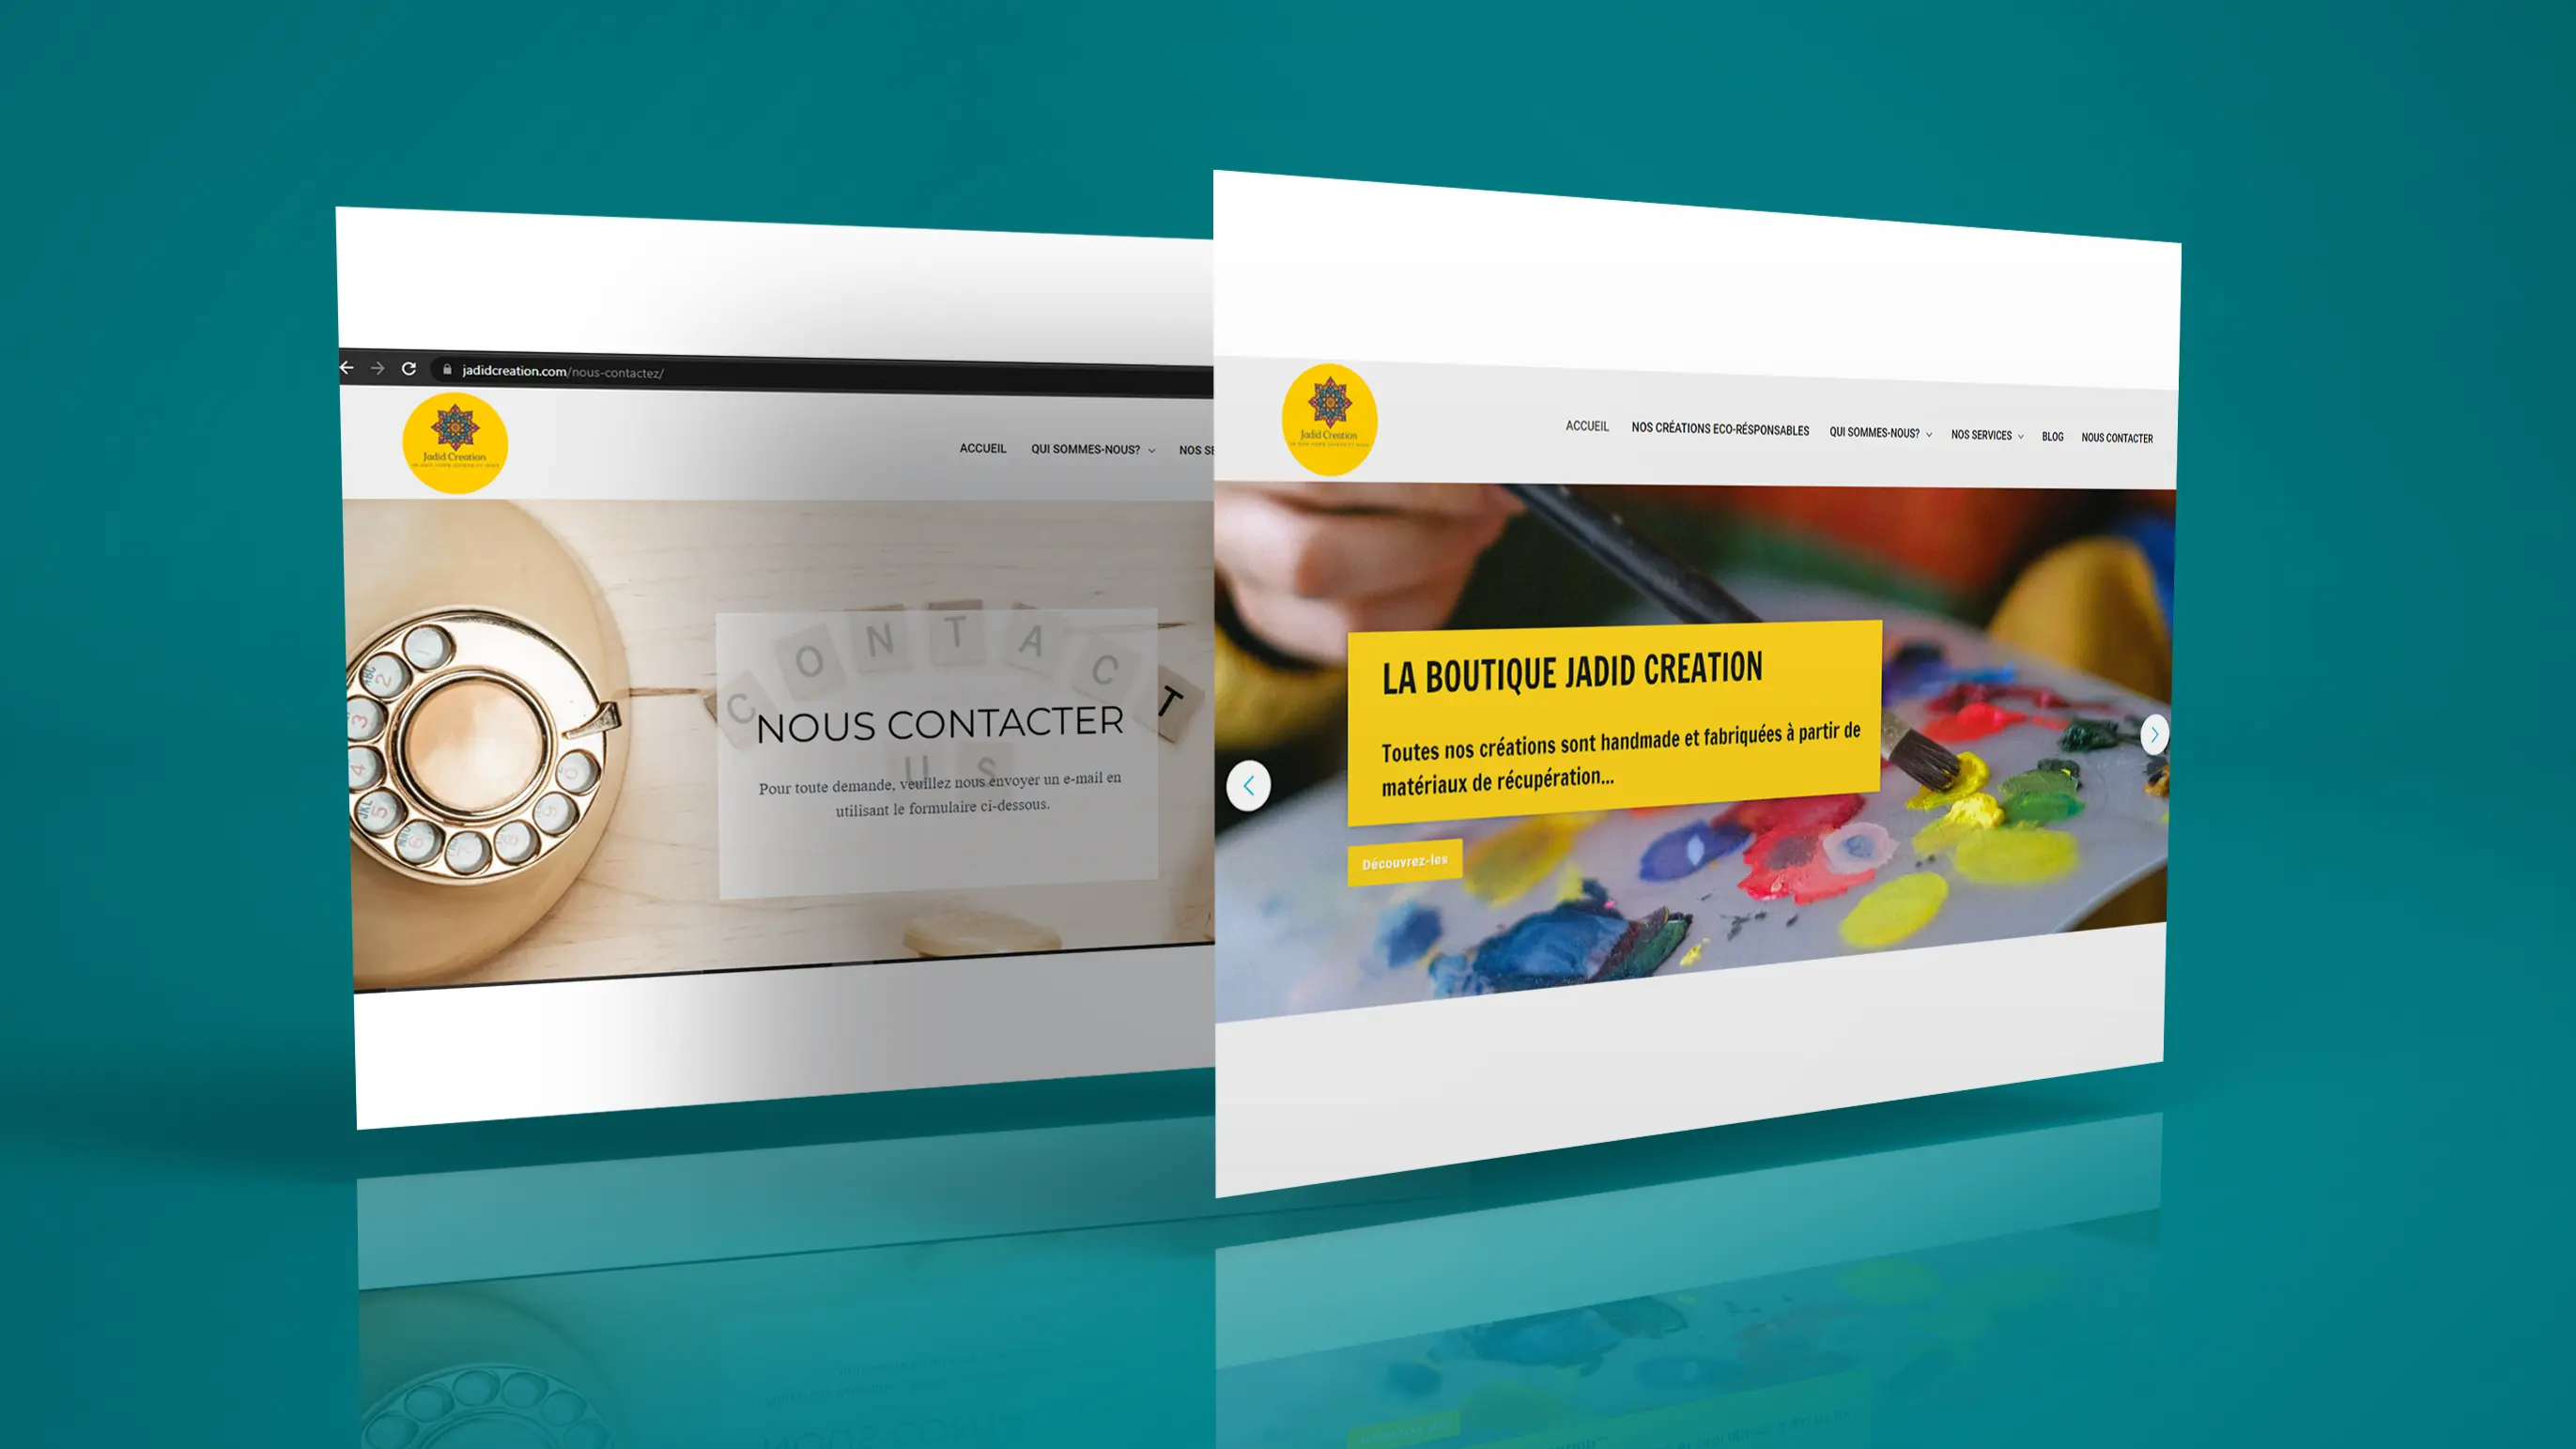 jadidcreation.com/nous-contactez/
Jadid Creation
ACCUEIL QUI SOMMES-NOUS? NOS SE
CONTACT
US
NOUS CONTACTER
Pour toute demande, veuillez nous envoyer un e-mail en
utilisant le formulaire ci-dessous.
Jadid Creation
ACCUEIL NOS CRÉATIONS ECO-RÉSPONSABLES QUI SOMMES-NOUS? NOS SERVICES BLOG NOUS CONTACTER
LA BOUTIQUE JADID CREATION
Toutes nos créations sont handmade et fabriquées à partir de
matériaux de récupération...
Découvrez-les